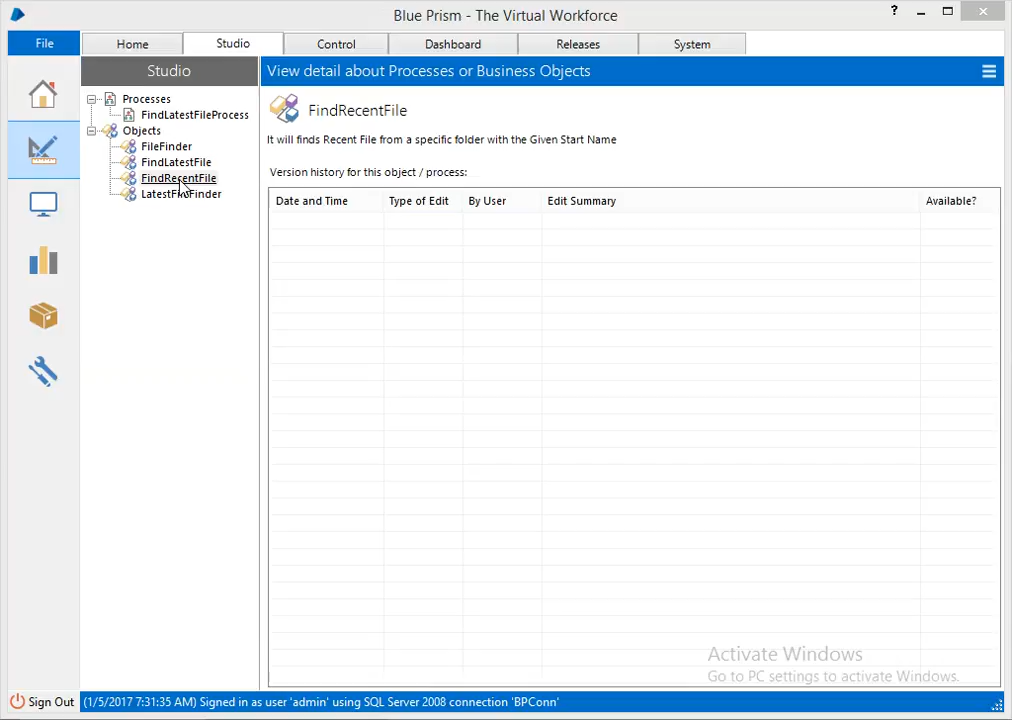 Blue Prism - The Virtual Workforce
?
File
Home
Studio
Control
Dashboard
Releases
System
Studio
View detail about Processes or Business Objects
Processes
FindLatestFileProcess
Objects
FileFinder
FindLatestFile
FindRecentFile
LatestFileFinder
FindRecentFile
It will finds Recent File from a specific folder with the Given Start Name
Version history for this object / process:
Date and Time
Type of Edit
By User
Edit Summary
Available?
Activate Windows
Go to PC settings to activate Windows.
Sign Out
(1/5/2017 7:31:35 AM) Signed in as user 'admin' using SQL Server 2008 connection 'BPConn'